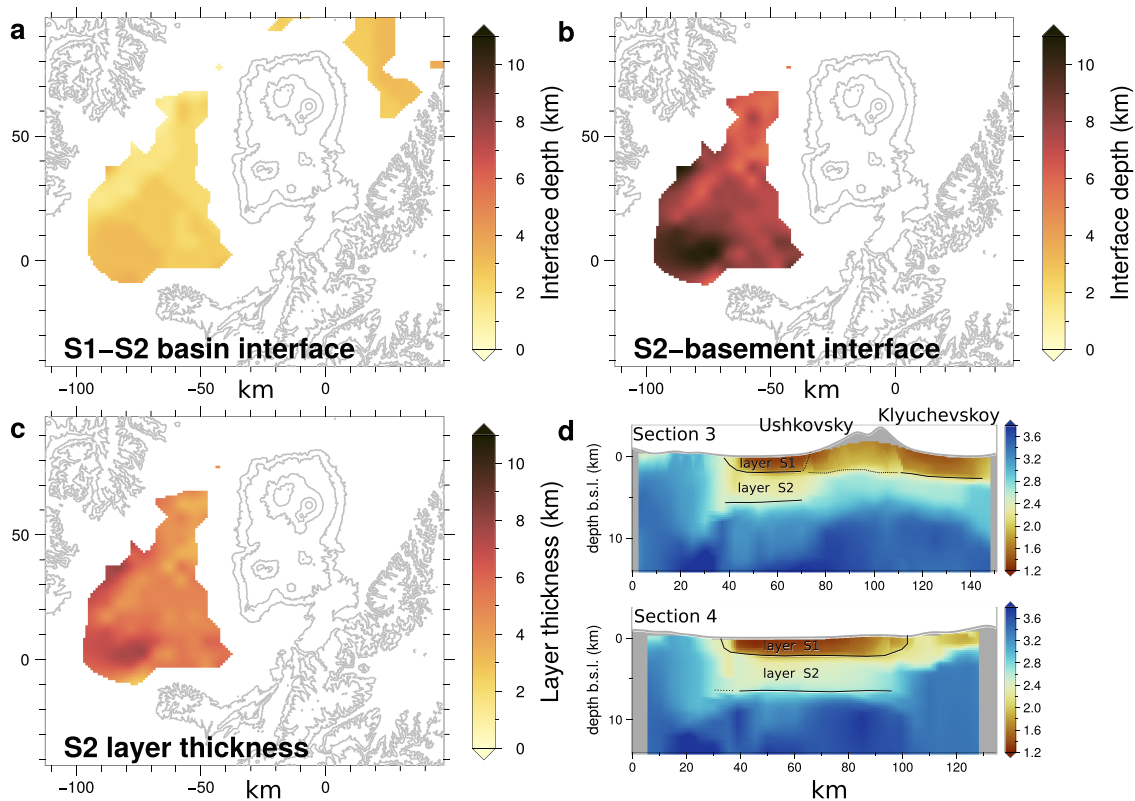 a
50
0
−100
−50
0
km
S1−S2 basin interface
10
8
6
4
2
0
Interface depth (km)
b
50
0
−100
−50
0
km
S2−basement interface
10
8
6
4
2
0
Interface depth (km)
c
50
0
−100
−50
0
km
S2 layer thickness
10
8
6
4
2
0
Layer thickness (km)
d
Section 3
Ushkovsky
Klyuchevskoy
layer S1
layer S2
depth b.s.l. (km)
0
10
0 20 40 60 80 100 120 140
3.6
3.2
2.8
2.4
2.0
1.6
1.2
Section 4
layer S1
layer S2
depth b.s.l. (km)
0
10
0 20 40 60 80 100 120
km
3.6
3.2
2.8
2.4
2.0
1.6
1.2